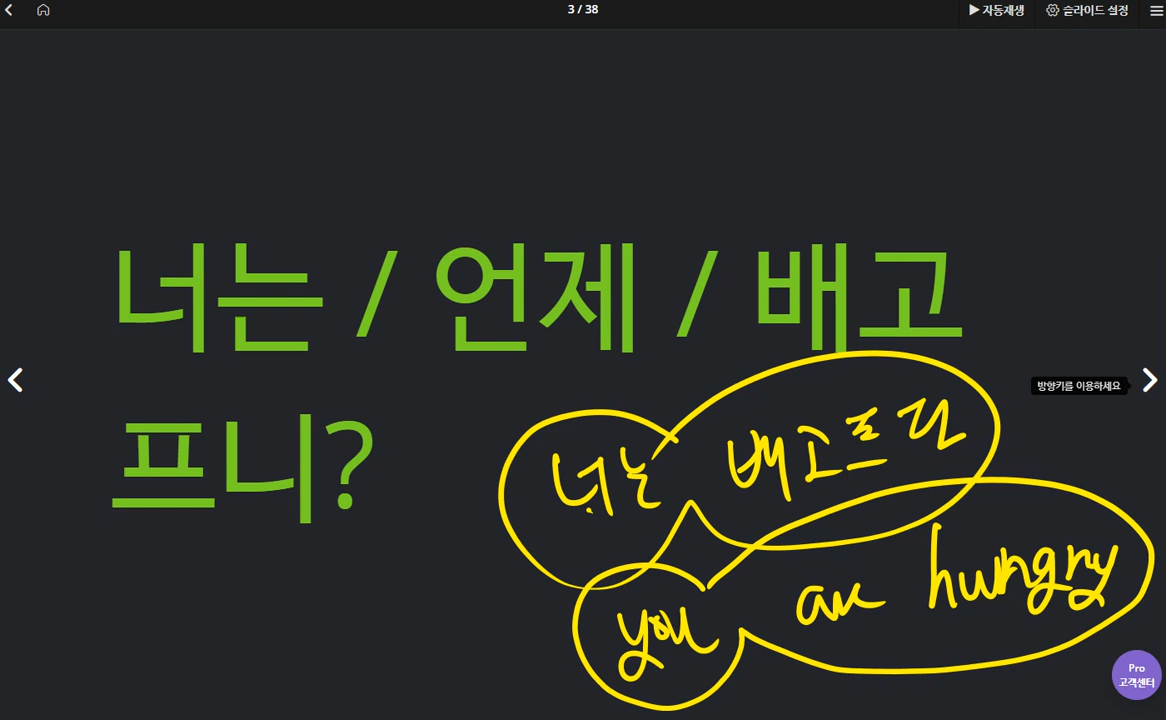 3 / 38
▶ 자동재생
슬라이드 설정
너는 / 언제 / 배고
프니?
방향키를 이용하세요
너는 배고프
you are hungry
Pro
고객센터